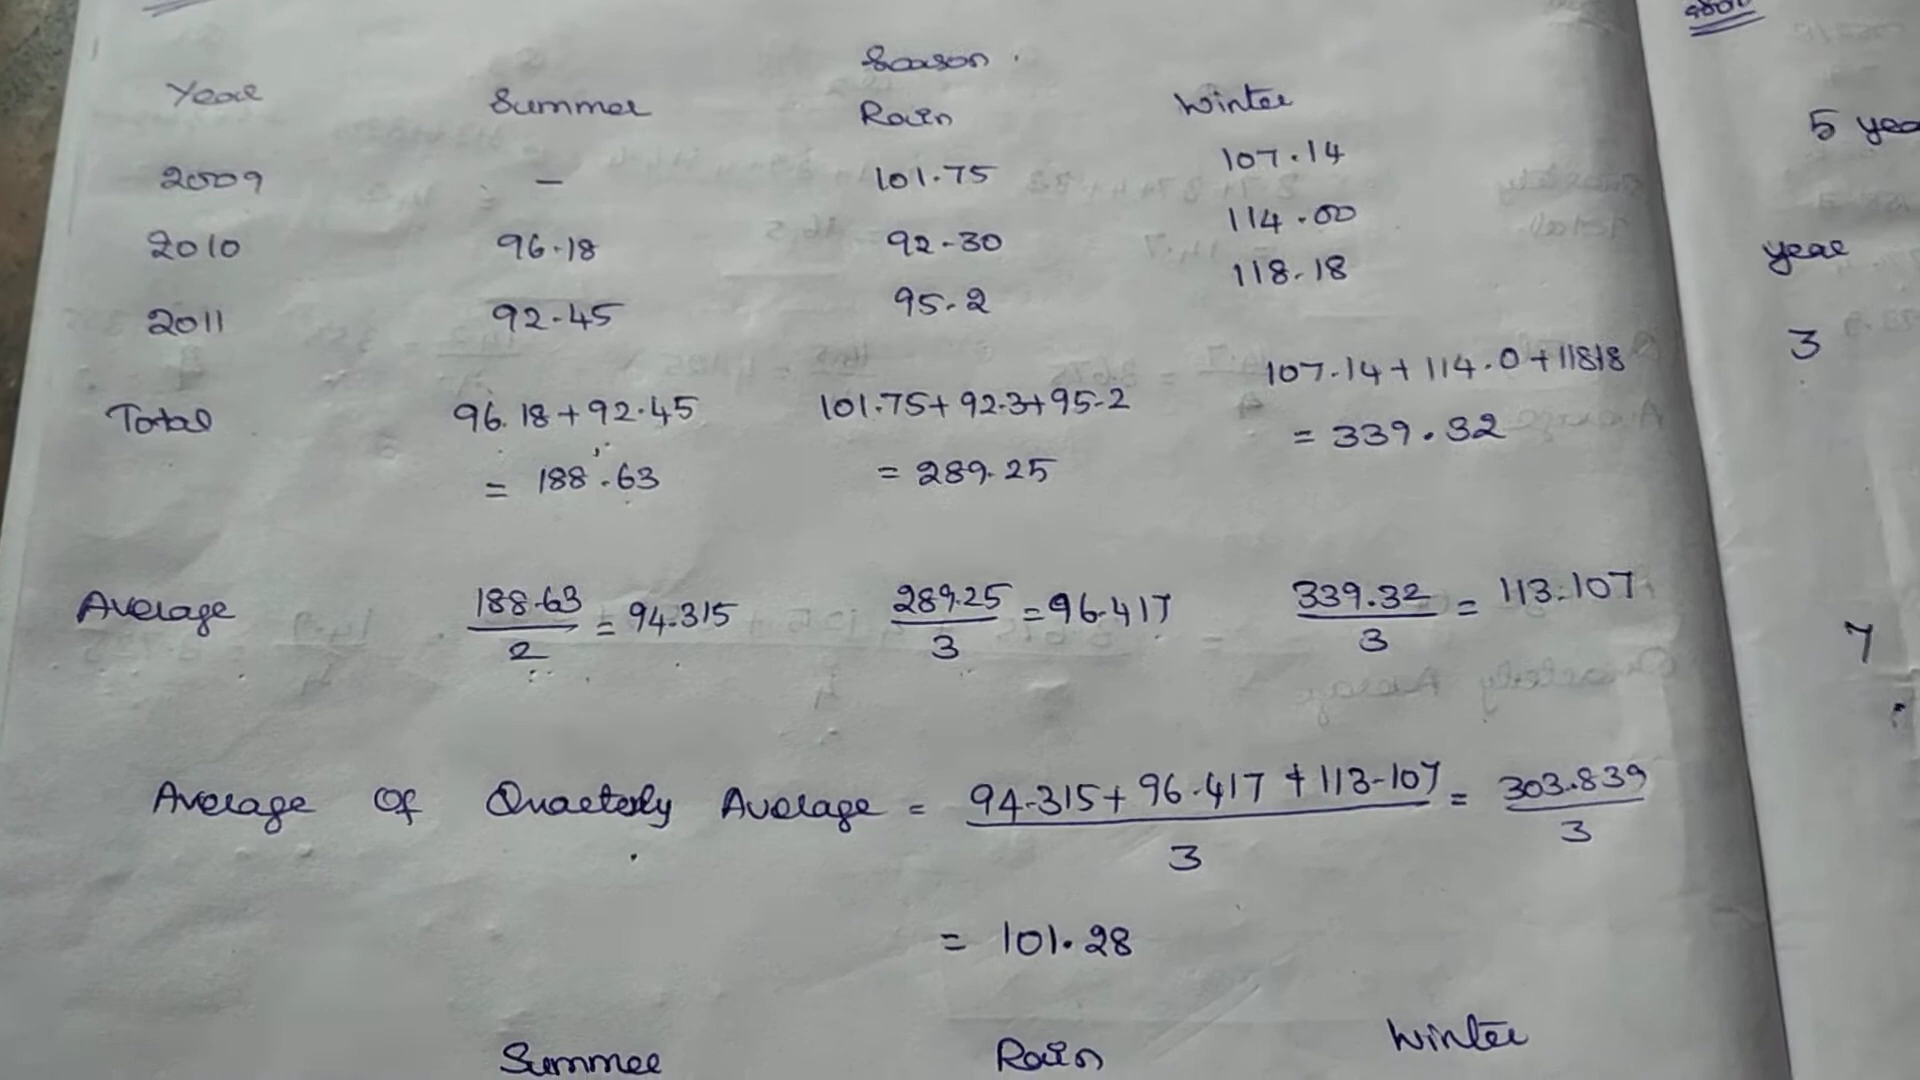 Season
Year Summer Rain Winter
2009 – 101.75 107.14
2010 96.18 92.30 114.00
2011 92.45 95.2 118.18
Total 96.18+92.45 101.75+92.3+95.2 107.14+114.0+11818
= 188.63 = 289.25 = 339.32
Average 188.63/2 = 94.315 289.25/3 = 96.417 339.32/3 = 113.107
Average Of Quarterly Average = 94.315+96.417+113.107/3 = 303.839/3
= 101.28
Summer Rain Winter
5
year
3
7